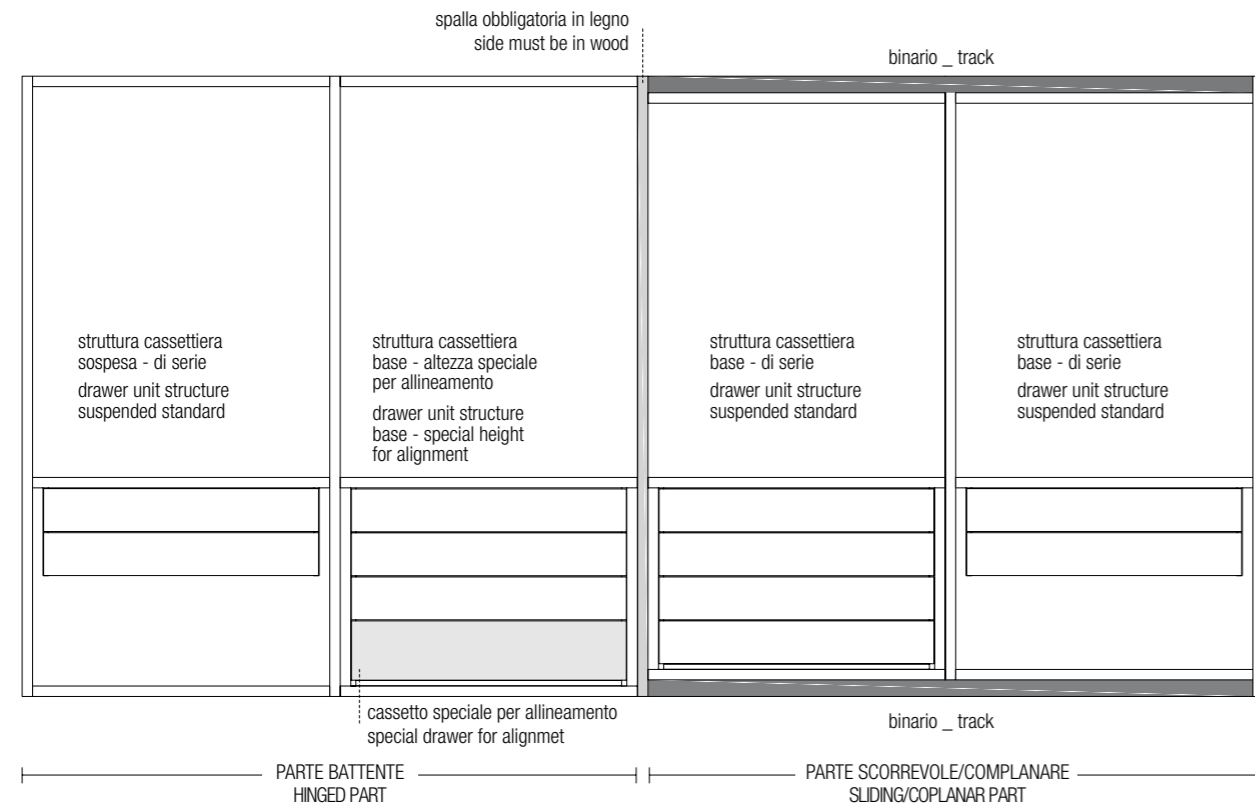 spalla obbligatoria in legno
side must be in wood
binario _ track
struttura cassettiera
sospesa - di serie
drawer unit structure
suspended standard
struttura cassettiera
base - altezza speciale
per allineamento
drawer unit structure
base - special height
for alignment
struttura cassettiera
base - di serie
drawer unit structure
suspended standard
struttura cassettiera
base - di serie
drawer unit structure
suspended standard
cassetto speciale per allineamento
special drawer for alignmet
binario _ track
PARTE BATTENTE
HINGED PART
PARTE SCORREVOLE/COMPLANARE
SLIDING/COPLANAR PART